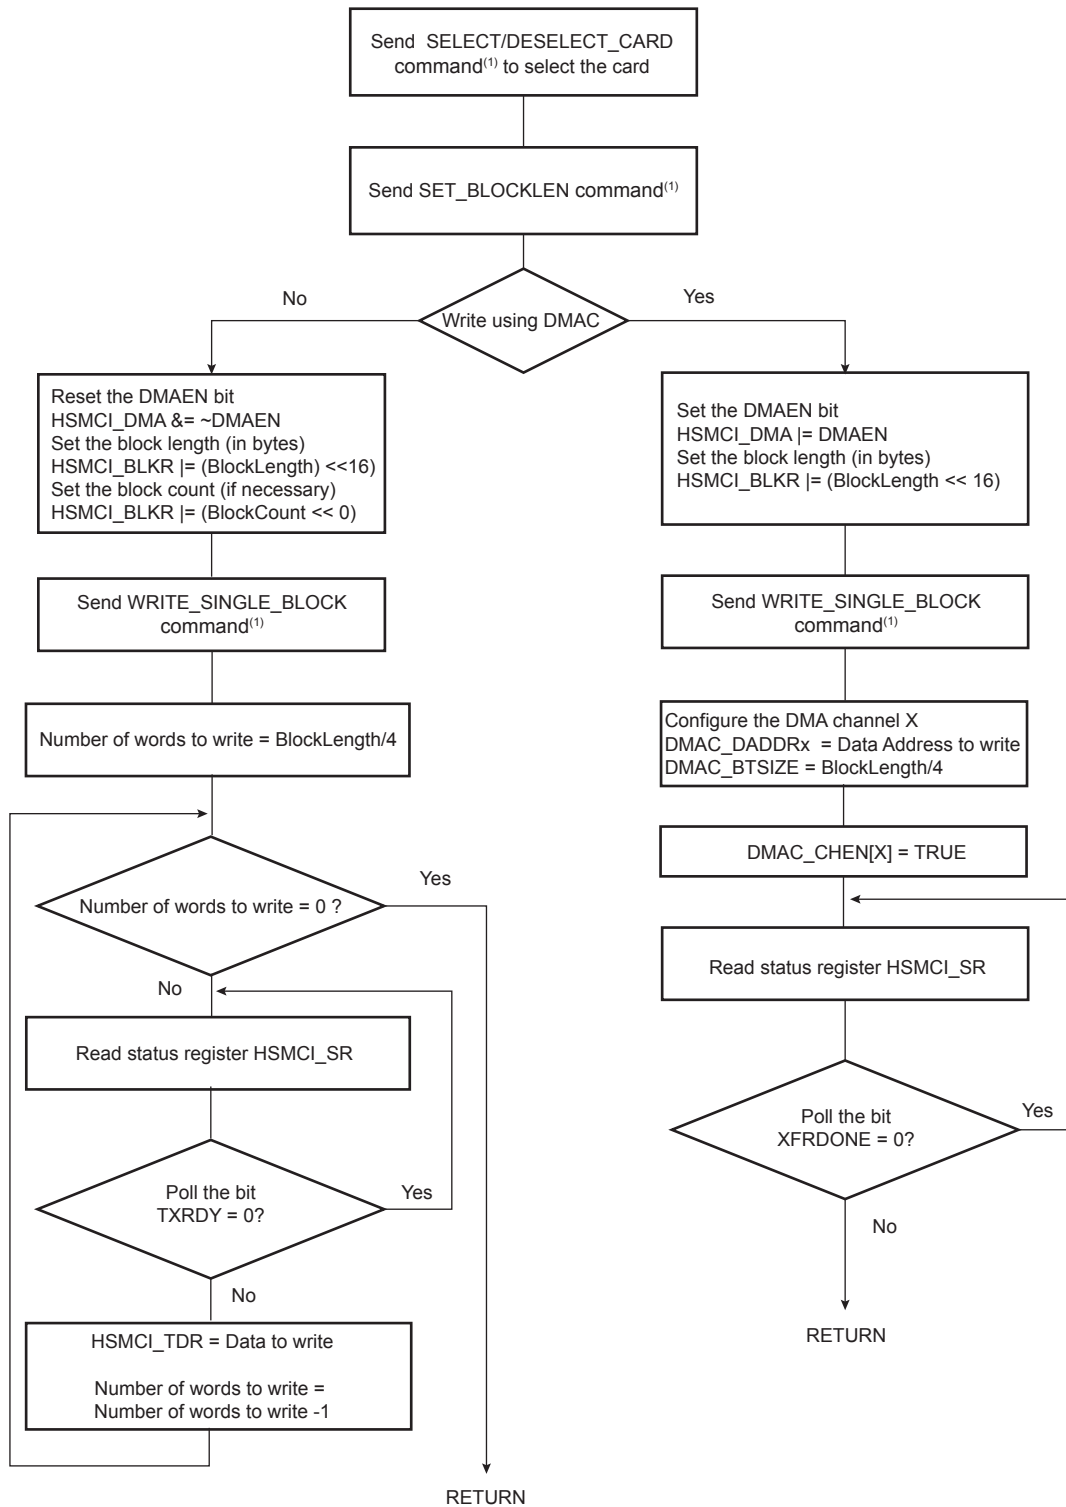 Send  SELECT/DESELECT_CARD
command(1) to select the card
Send SET_BLOCKLEN command(1)
No
Yes
Write using DMAC
Reset the DMAEN bit
HSMCI_DMA &= ~DMAEN
Set the block length (in bytes)
HSMCI_BLKR |= (BlockLength) <<16)
Set the block count (if necessary)
HSMCI_BLKR |= (BlockCount << 0)
Send WRITE_SINGLE_BLOCK
command(1)
Number of words to write = BlockLength/4
Number of words to write = 0 ?
Yes
No
Read status register HSMCI_SR
Poll the bit
TXRDY = 0?
Yes
No
HSMCI_TDR = Data to write
Number of words to write =
Number of words to write -1
RETURN
Set the DMAEN bit
HSMCI_DMA |= DMAEN
Set the block length (in bytes)
HSMCI_BLKR |= (BlockLength << 16)
Send WRITE_SINGLE_BLOCK
command(1)
Configure the DMA channel X
DMAC_DADDRx  = Data Address to write
DMAC_BTSIZE = BlockLength/4
DMAC_CHEN[X] = TRUE
Read status register HSMCI_SR
Poll the bit
XFRDONE = 0?
Yes
No
RETURN